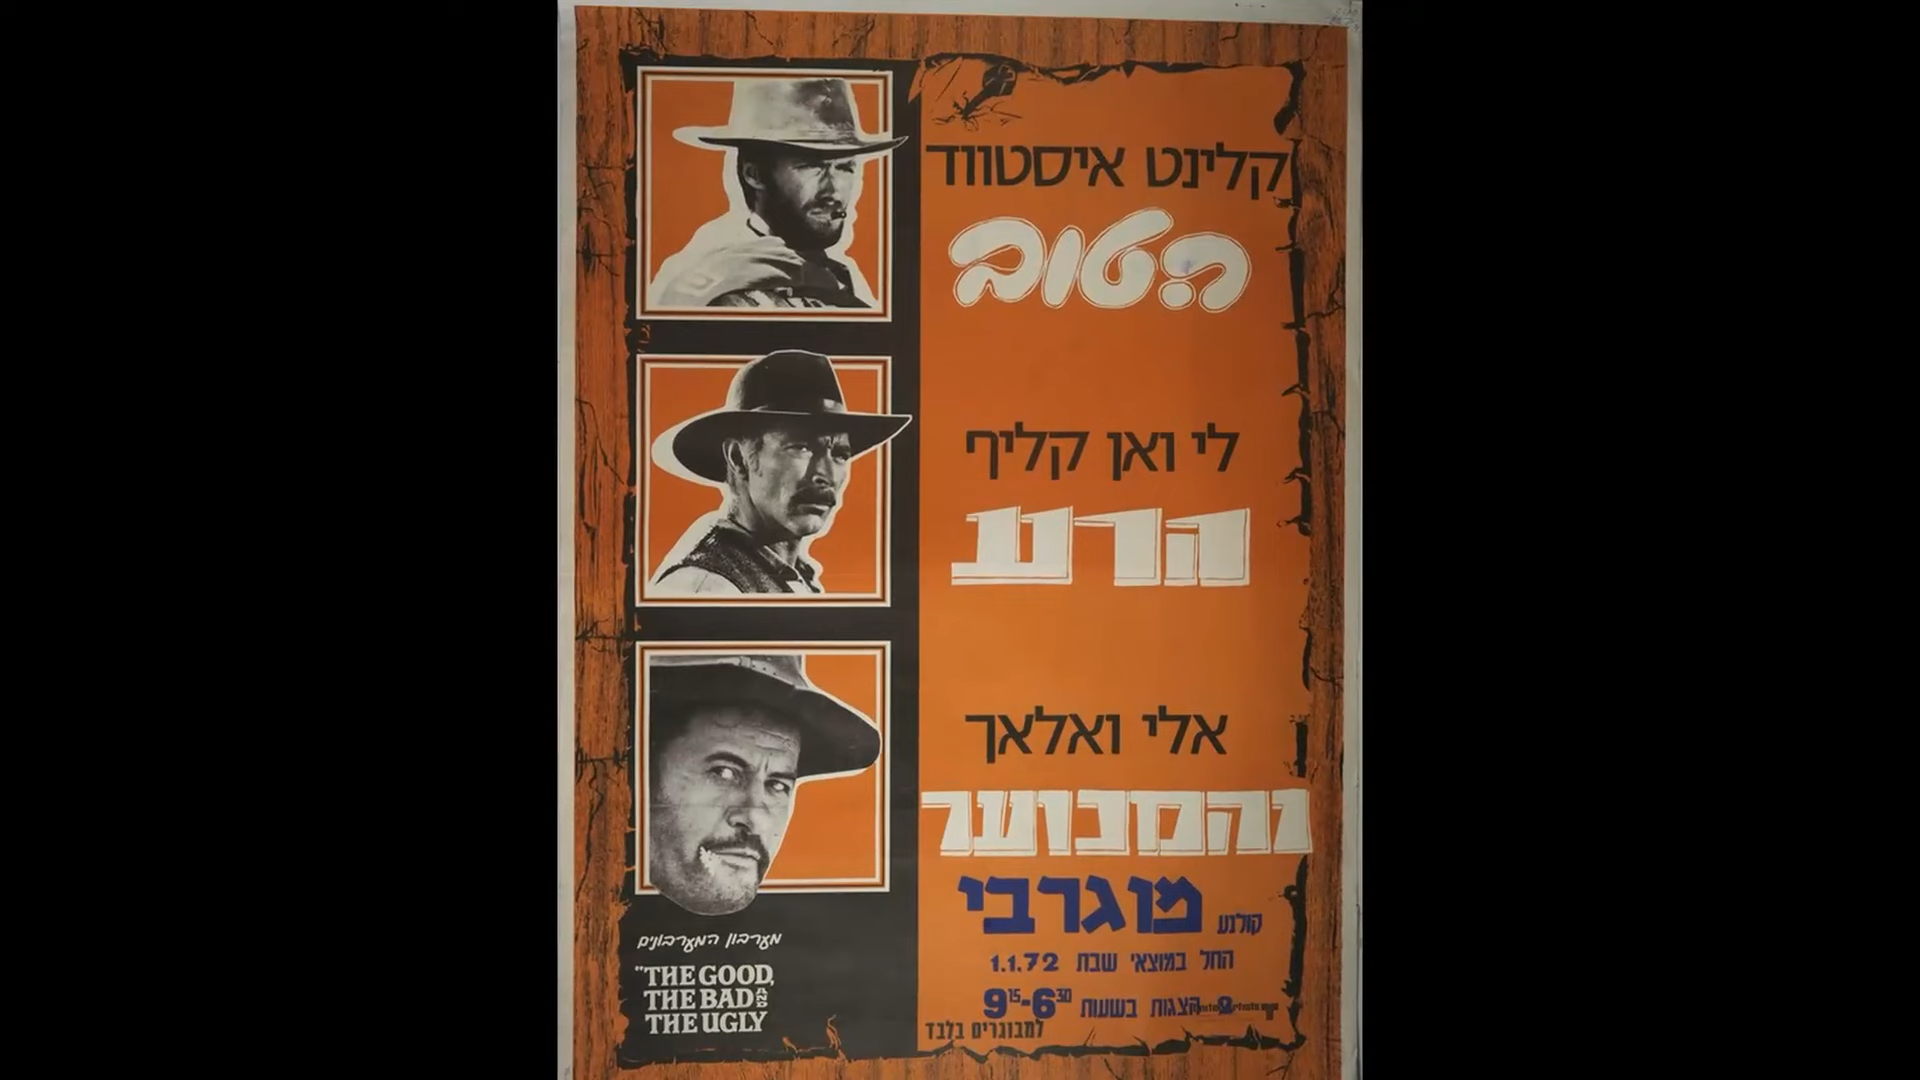 קלינט איסטווד
הטוב
לי ואן קליף
הרע
אלי ואלאך
והמכוער
קולנוע מוגרבי
החל במוצאי שבת 1.1.72
הצגות בשעות 6³⁰-9¹⁵
למבוגרים בלבד
מערבון המערבונים
"THE GOOD,
THE BAD AND
THE UGLY